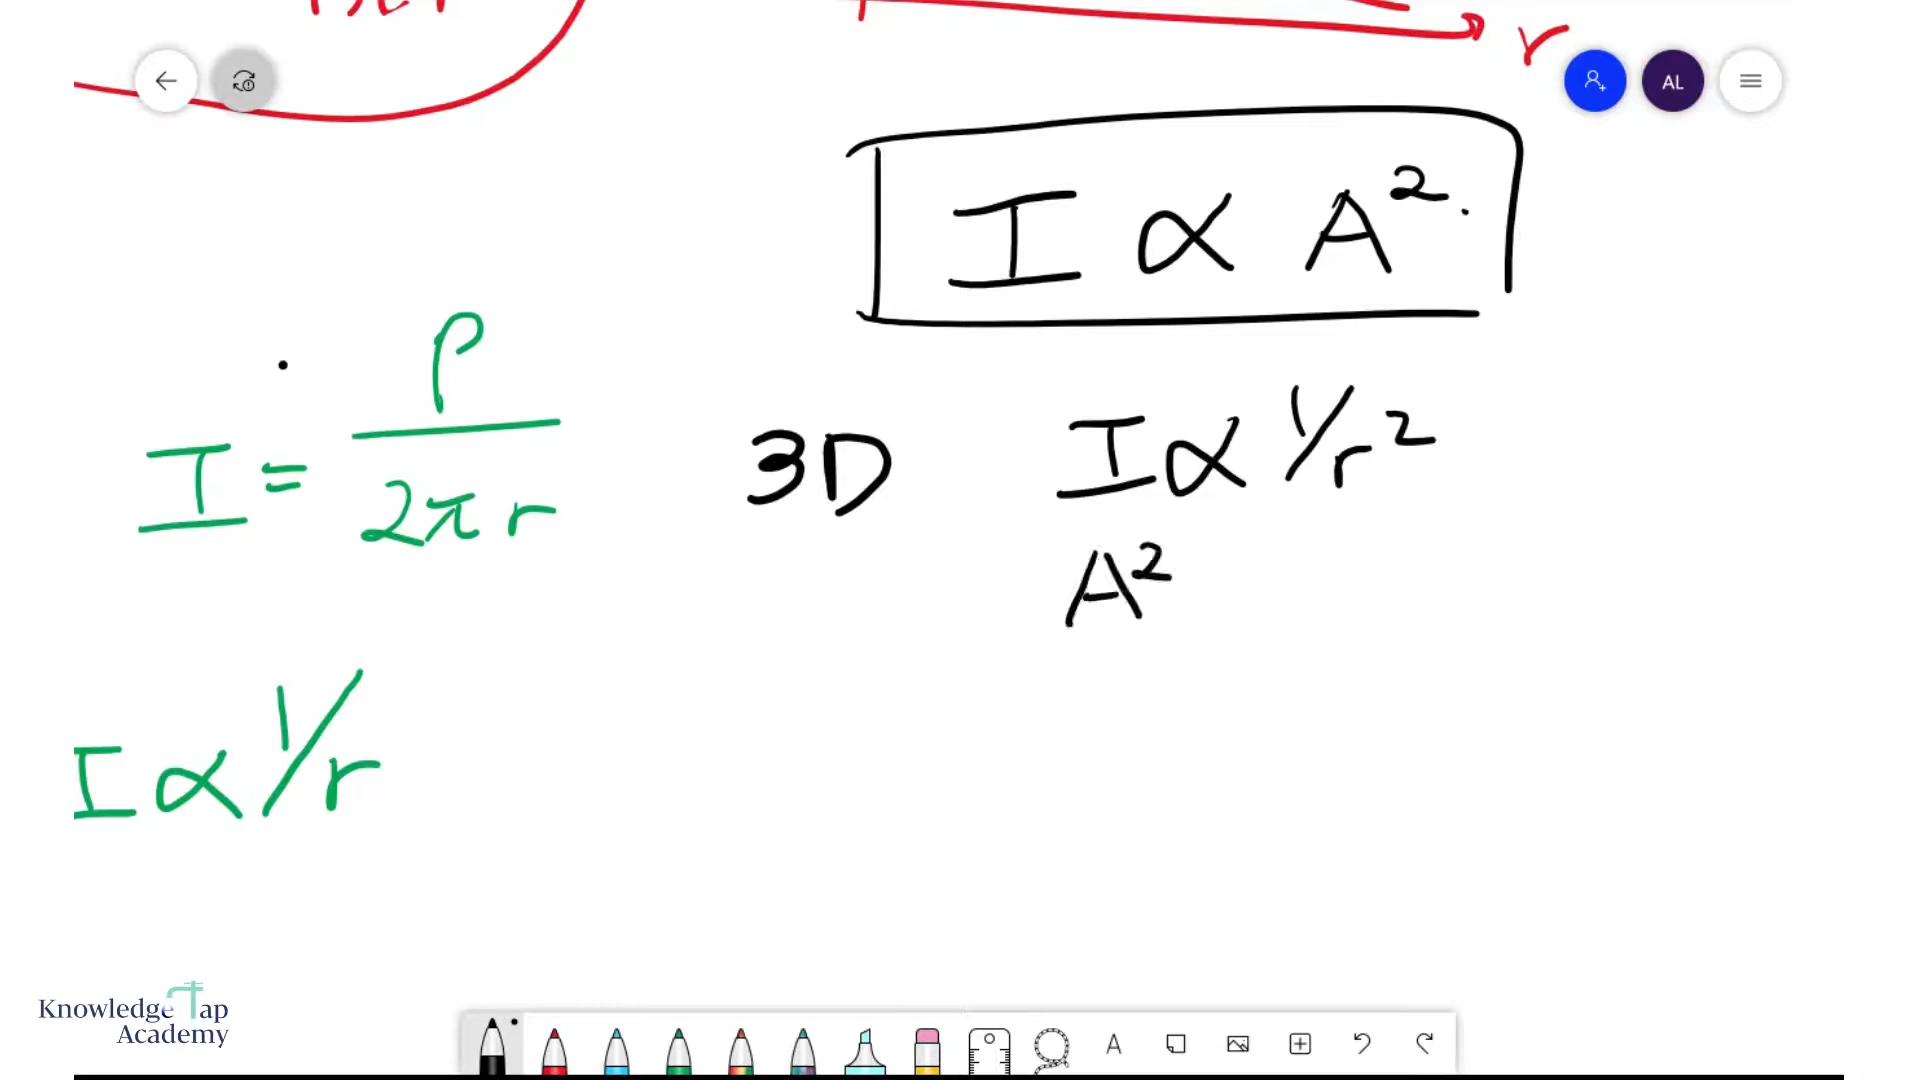 r
AL
I ∝ A².
I = P / 2πr
3D I ∝ 1/r²
A²
I ∝ 1/r
Knowledge Tap
Academy
A